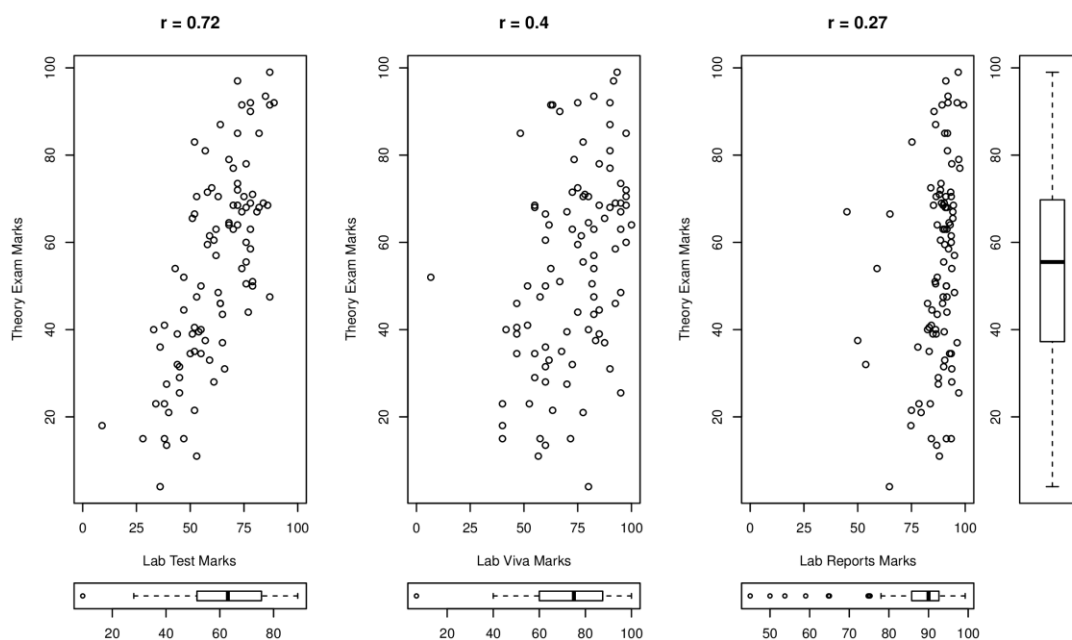 r = 0.72
r = 0.4
r = 0.27
Theory Exam Marks
20 40 60 80 100
0 25 50 75 100
Lab Test Marks
20 40 60 80
Theory Exam Marks
20 40 60 80 100
0 25 50 75 100
Lab Viva Marks
20 40 60 80 100
Theory Exam Marks
20 40 60 80 100
0 25 50 75 100
Lab Reports Marks
50 60 70 80 90 100
20 40 60 80 100